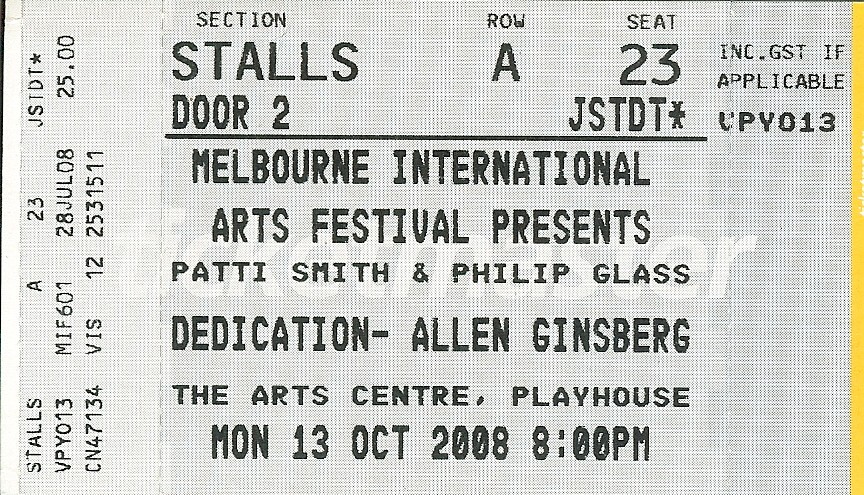 SECTION ROW SEAT
STALLS A 23
DOOR 2 JSTDT*
INC.GST IF
APPLICABLE
VPY013
MELBOURNE INTERNATIONAL
ARTS FESTIVAL PRESENTS
PATTI SMITH & PHILIP GLASS
DEDICATION- ALLEN GINSBERG
THE ARTS CENTRE, PLAYHOUSE
MON 13 OCT 2008 8:00PM
STALLS A 23 JSTDT*
VPY013 MIF601 28JUL08 25.00
CN47134 VIS 12 2531511
ticketmaster